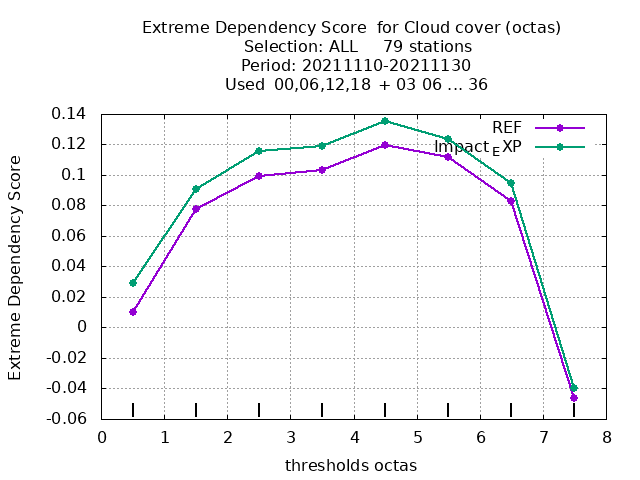 Extreme Dependency Score  for Cloud cover (octas)
Selection: ALL     79 stations
Period: 20211110-20211130
Used  00,06,12,18  + 03 06 ... 36
REF
Impact_EXP
Extreme Dependency Score
0.14
0.12
0.1
0.08
0.06
0.04
0.02
0
-0.02
-0.04
-0.06
0 1 2 3 4 5 6 7 8
thresholds octas